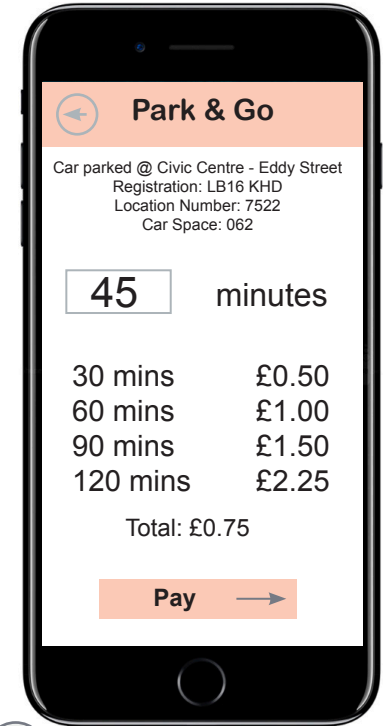 Park & Go
Car parked @ Civic Centre - Eddy Street
Registration: LB16 KHD
Location Number: 7522
Car Space: 062
45 minutes
30 mins £0.50
60 mins £1.00
90 mins £1.50
120 mins £2.25
Total: £0.75
Pay